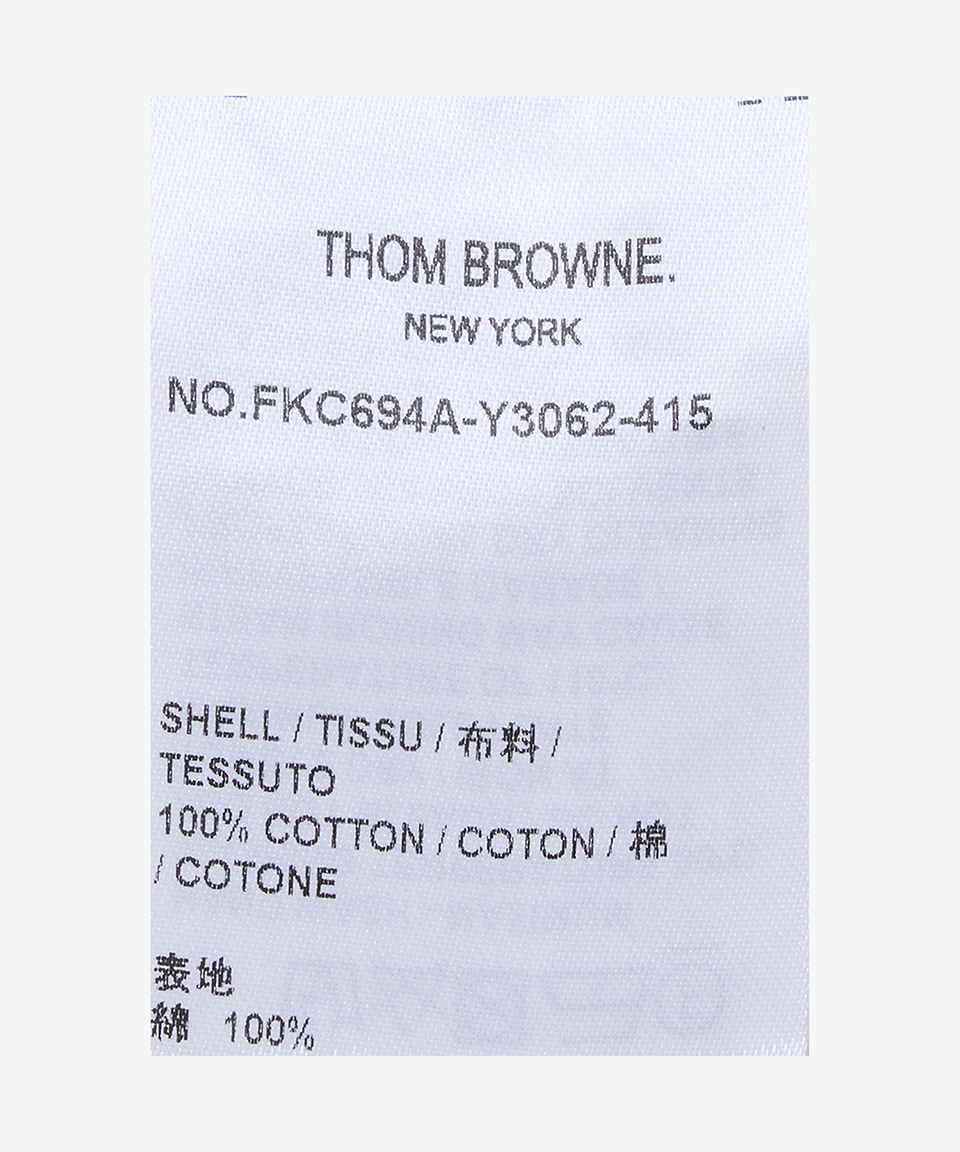 THOM BROWNE.
NEW YORK
NO.FKC694A-Y3062-415
SHELL / TISSU / 布料 /
TESSUTO
100% COTTON / COTON / 棉
/ COTONE
表地
綿 100%